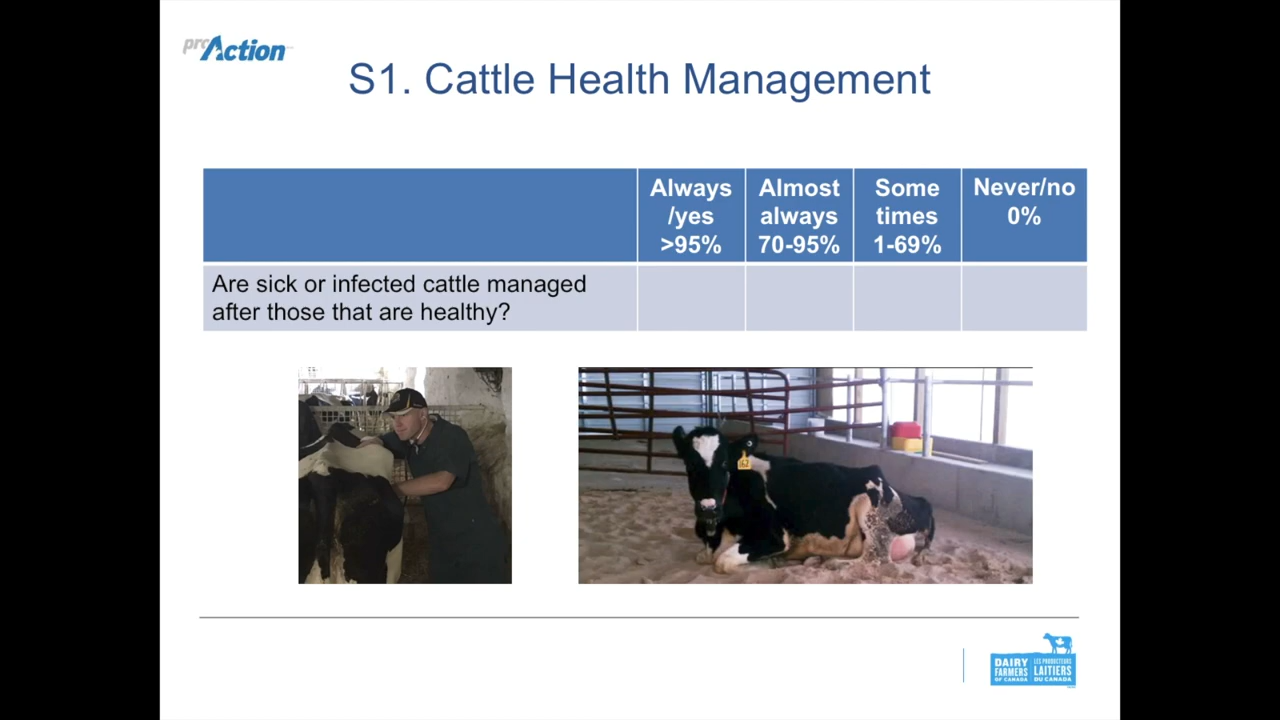 proAction
S1. Cattle Health Management
Always
/yes
>95%
Almost
always
70-95%
Some
times
1-69%
Never/no
0%
Are sick or infected cattle managed
after those that are healthy?
DAIRY
FARMERS
OF CANADA
LES PRODUCTEURS
LAITIERS
DU CANADA